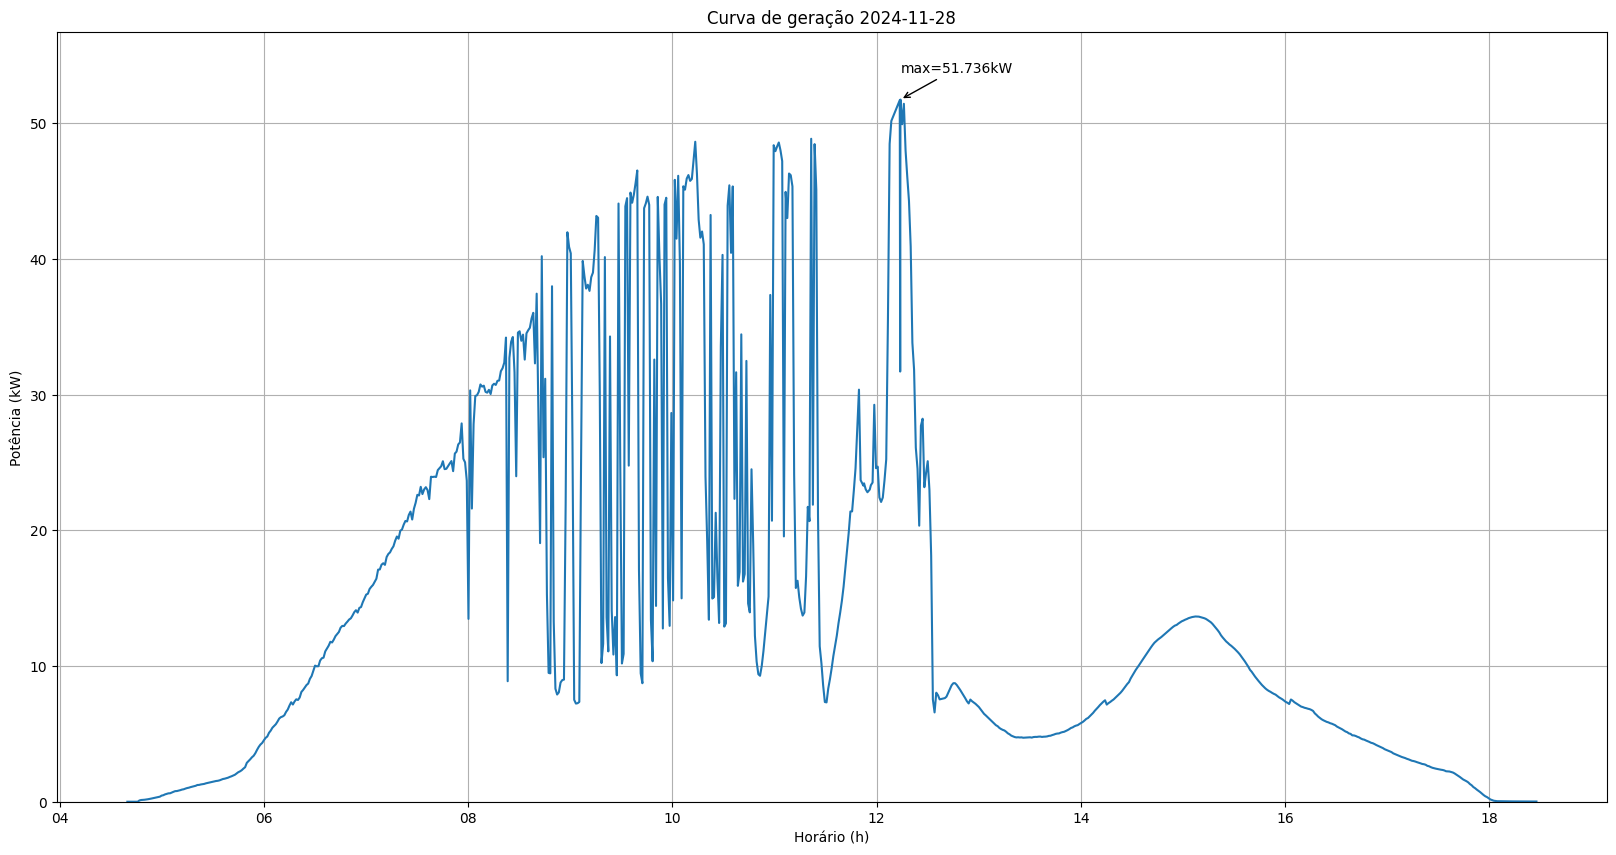 Curva de geração 2024-11-28
max=51.736kW
Potência (kW)
50
40
30
20
10
0
04 06 08 10 12 14 16 18
Horário (h)